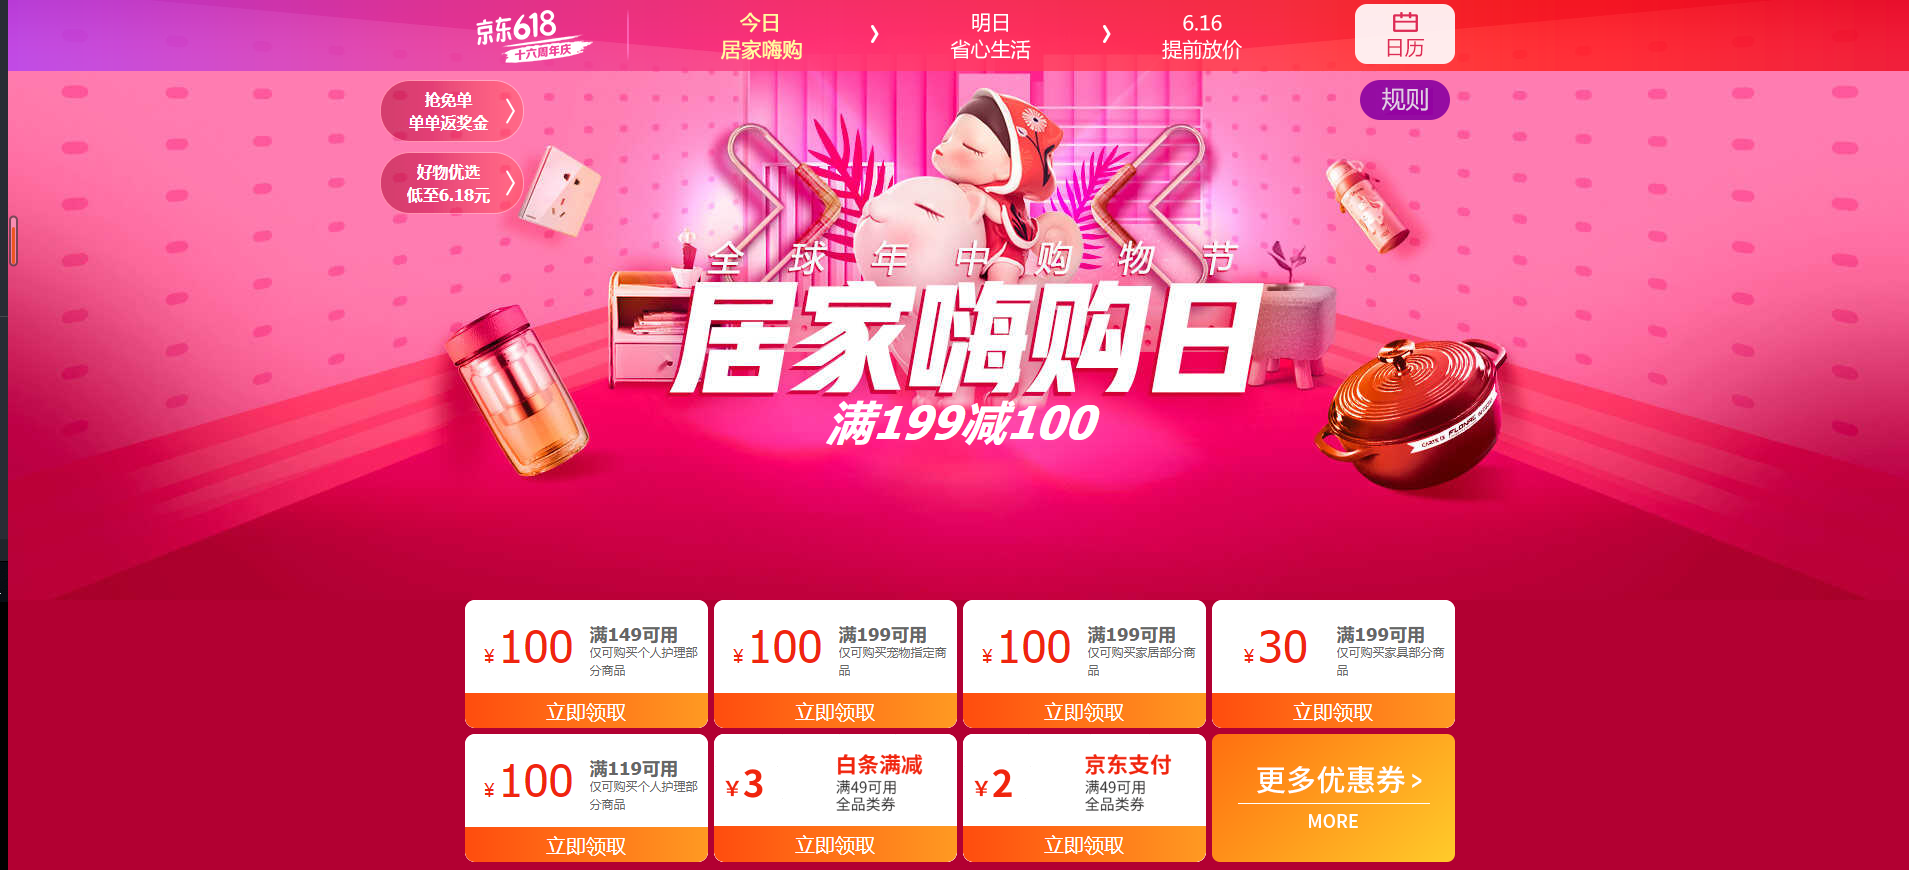 京东618
十六周年庆
今日
居家嗨购
明日
省心生活
6.16
提前放价
日历
抢免单
单单返奖金
规则
好物优选
低至6.18元
全球年中购物节
居家嗨购日
满199减100
¥100
满149可用
仅可购买个人护理部
分商品
立即领取
¥100
满199可用
仅可购买宠物指定商
品
立即领取
¥100
满199可用
仅可购买家居部分商
品
立即领取
¥30
满199可用
仅可购买家具部分商
品
立即领取
¥100
满119可用
仅可购买个人护理部
分商品
立即领取
¥3
白条满减
满49可用
全品类券
立即领取
¥2
京东支付
满49可用
全品类券
立即领取
更多优惠券>
MORE